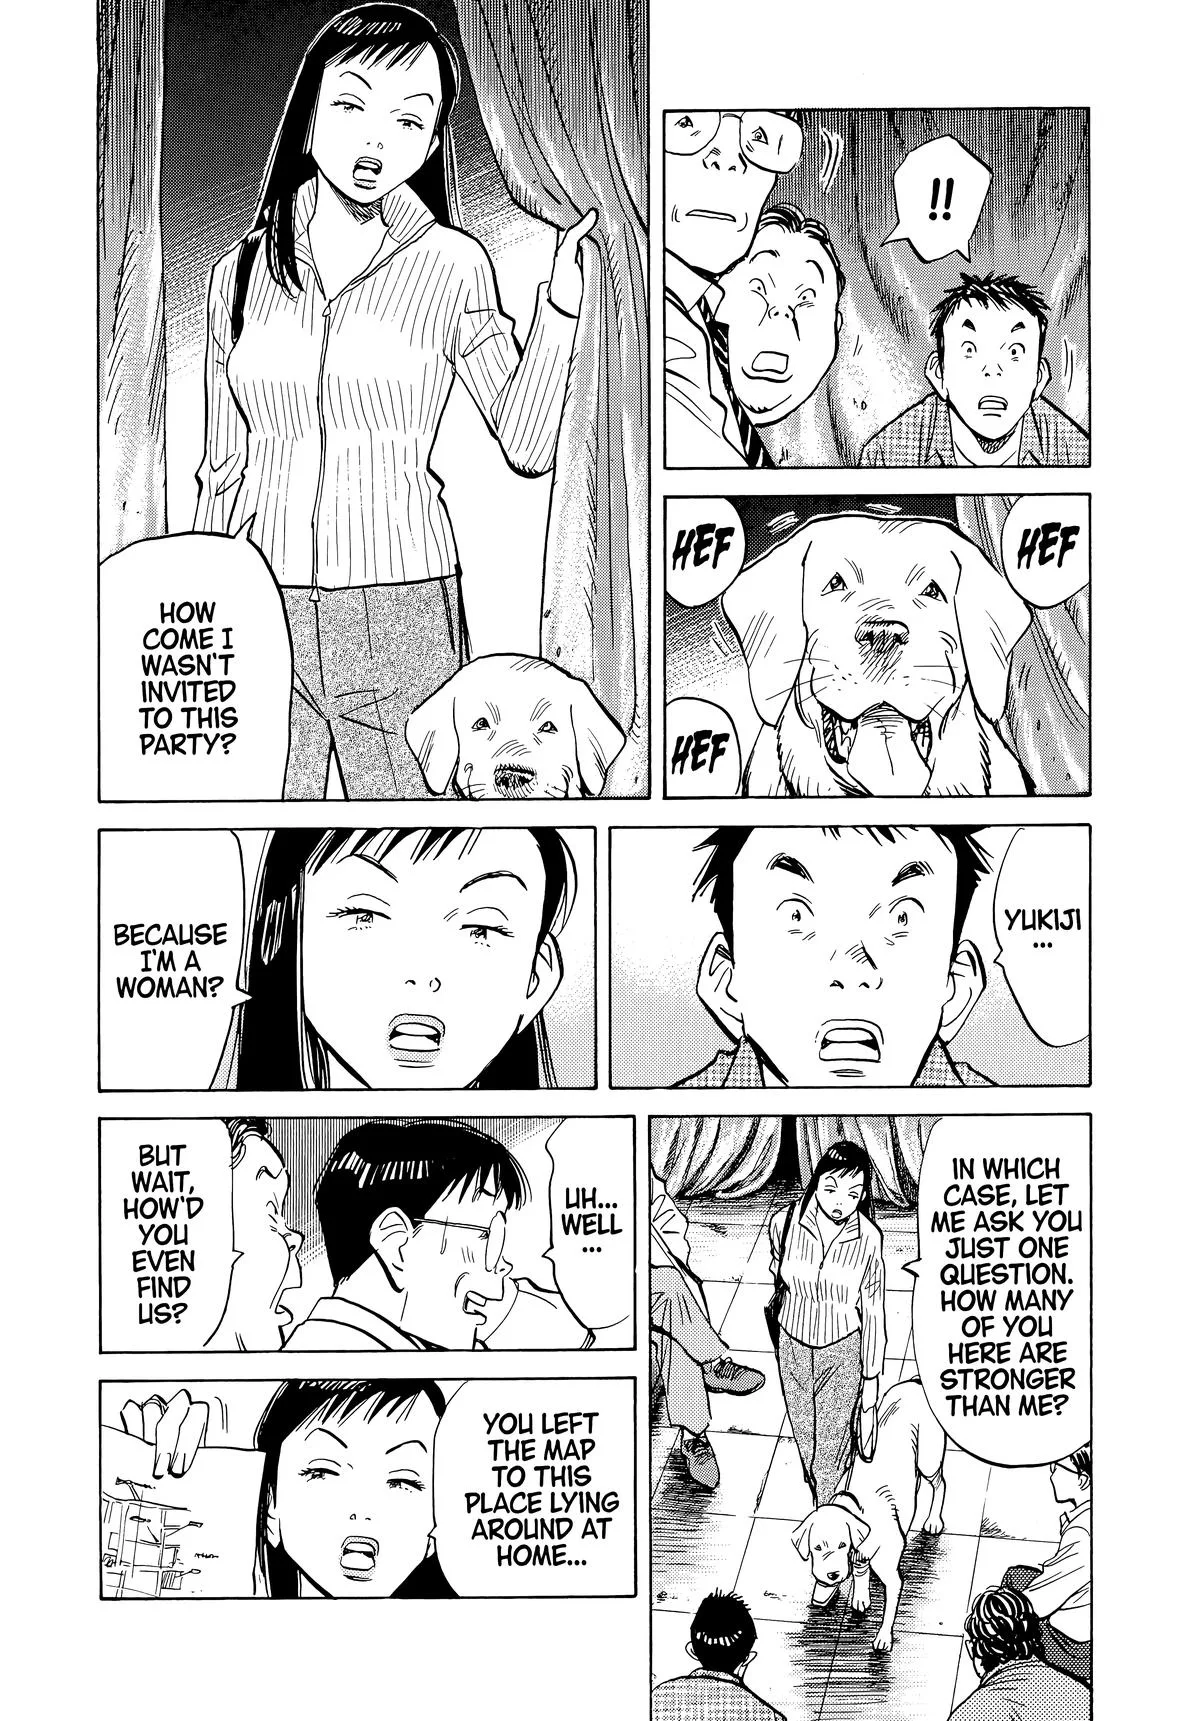 !!
HEF
HEF
HEF
HOW
COME I
WASN'T
INVITED
TO THIS
PARTY?
YUKIJI
...
BECAUSE
I'M A
WOMAN?
UH...
WELL
...
BUT
WAIT,
HOW'D
YOU
EVEN
FIND
US?
YOU LEFT
THE MAP
TO THIS
PLACE LYING
AROUND AT
HOME...
IN WHICH
CASE, LET
ME ASK YOU
JUST ONE
QUESTION.
HOW MANY
OF YOU
HERE ARE
STRONGER
THAN ME?